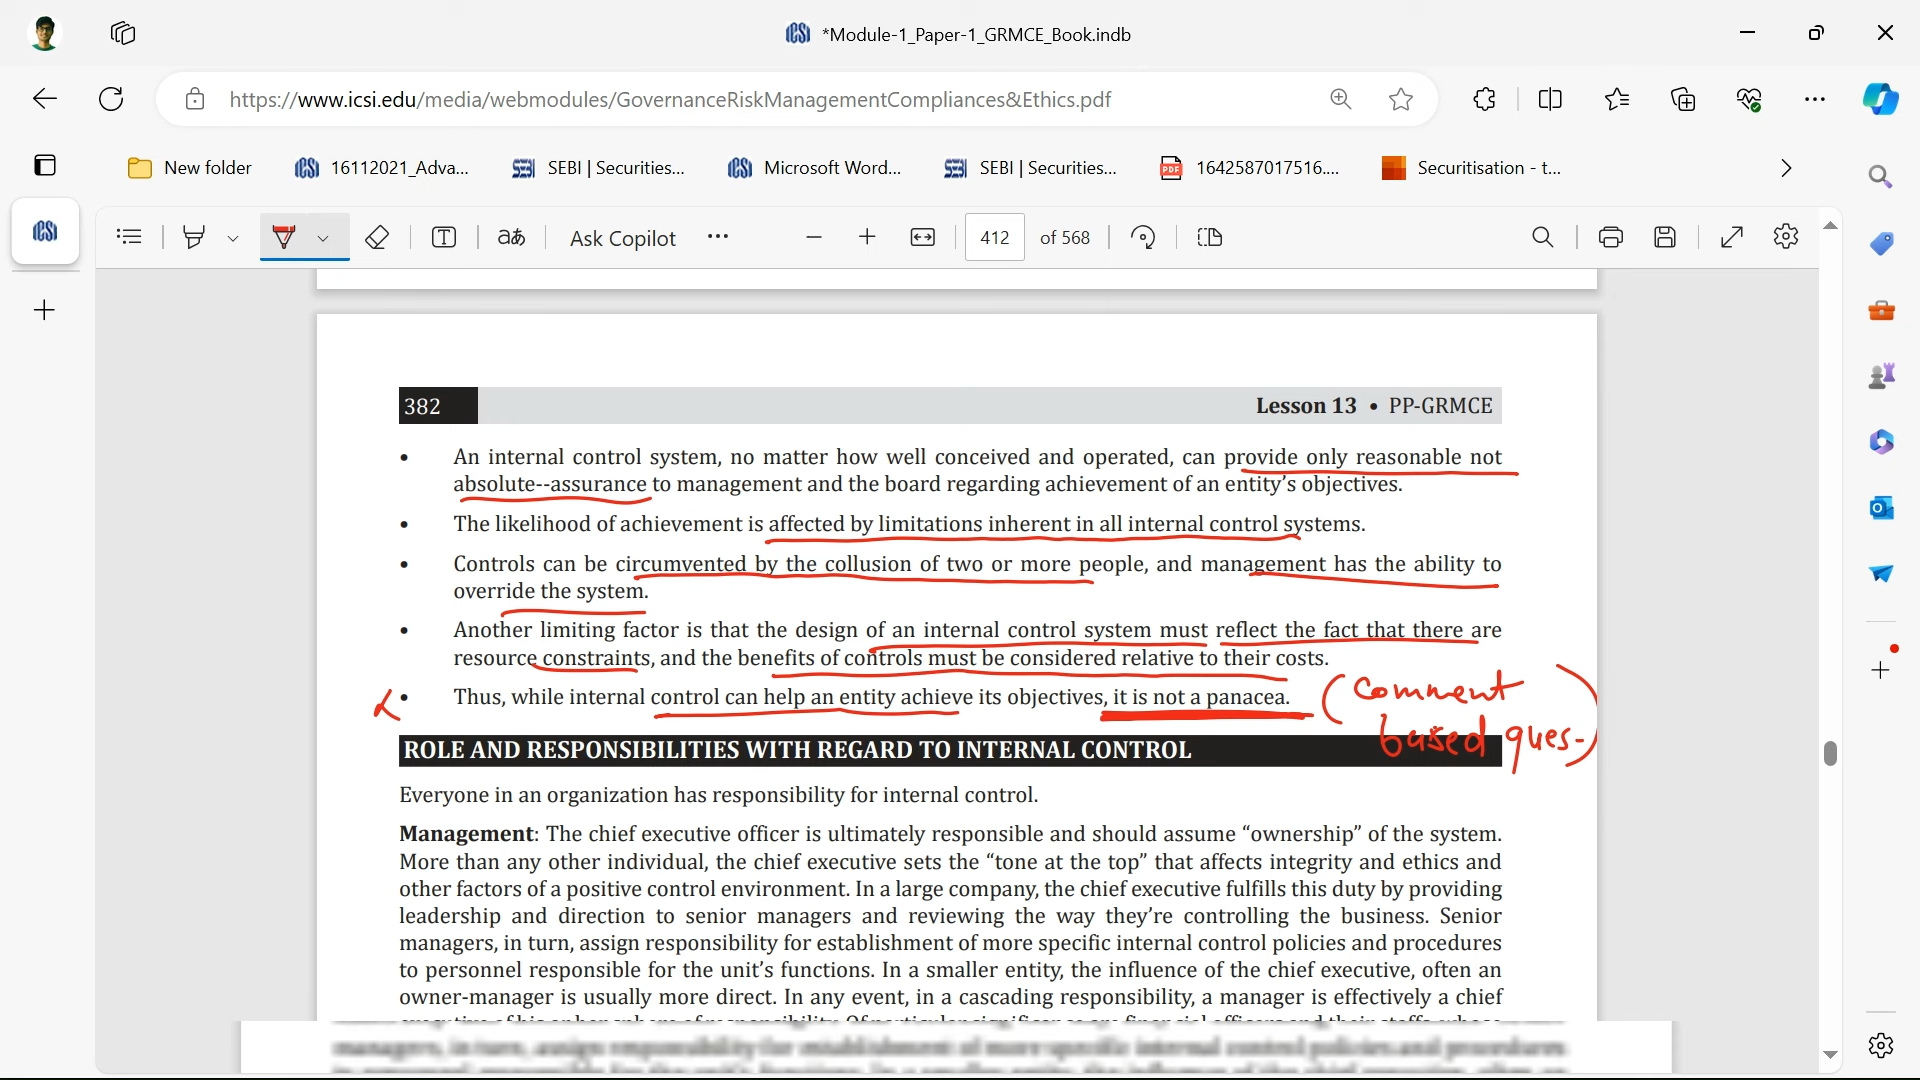 *Module-1_Paper-1_GRMCE_Book.indb
https://www.icsi.edu/media/webmodules/GovernanceRiskManagementCompliances&Ethics.pdf
New folder
16112021_Adva...
SEBI | Securities...
Microsoft Word...
SEBI | Securities...
1642587017516....
Securitisation - t...
Ask Copilot
412 of 568
382
Lesson 13 • PP-GRMCE
• An internal control system, no matter how well conceived and operated, can provide only reasonable not
absolute--assurance to management and the board regarding achievement of an entity's objectives.
• The likelihood of achievement is affected by limitations inherent in all internal control systems.
• Controls can be circumvented by the collusion of two or more people, and management has the ability to
override the system.
• Another limiting factor is that the design of an internal control system must reflect the fact that there are
resource constraints, and the benefits of controls must be considered relative to their costs.
• Thus, while internal control can help an entity achieve its objectives, it is not a panacea.
(comment
based ques-)
ROLE AND RESPONSIBILITIES WITH REGARD TO INTERNAL CONTROL
Everyone in an organization has responsibility for internal control.
Management: The chief executive officer is ultimately responsible and should assume “ownership” of the system.
More than any other individual, the chief executive sets the “tone at the top” that affects integrity and ethics and
other factors of a positive control environment. In a large company, the chief executive fulfills this duty by providing
leadership and direction to senior managers and reviewing the way they're controlling the business. Senior
managers, in turn, assign responsibility for establishment of more specific internal control policies and procedures
to personnel responsible for the unit's functions. In a smaller entity, the influence of the chief executive, often an
owner-manager is usually more direct. In any event, in a cascading responsibility, a manager is effectively a chief